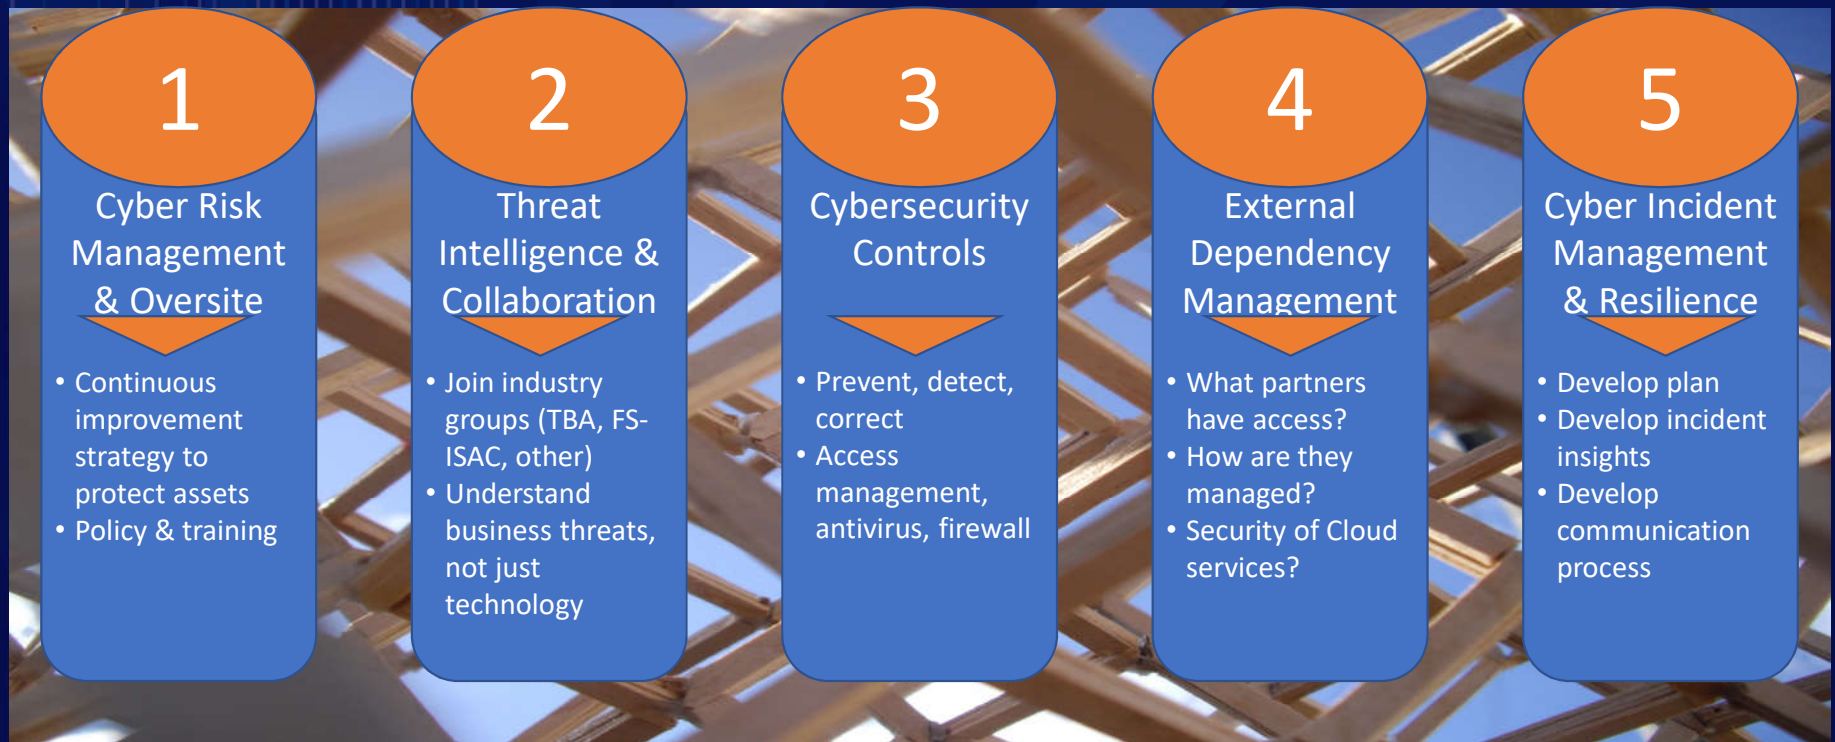 1
Cyber Risk
Management
& Oversite
• Continuous
improvement
strategy to
protect assets
• Policy & training
2
Threat
Intelligence &
Collaboration
• Join industry
groups (TBA, FS-
ISAC, other)
• Understand
business threats,
not just
technology
3
Cybersecurity
Controls
• Prevent, detect,
correct
• Access
management,
antivirus, firewall
4
External
Dependency
Management
• What partners
have access?
• How are they
managed?
• Security of Cloud
services?
5
Cyber Incident
Management
& Resilience
• Develop plan
• Develop incident
insights
• Develop
communication
process